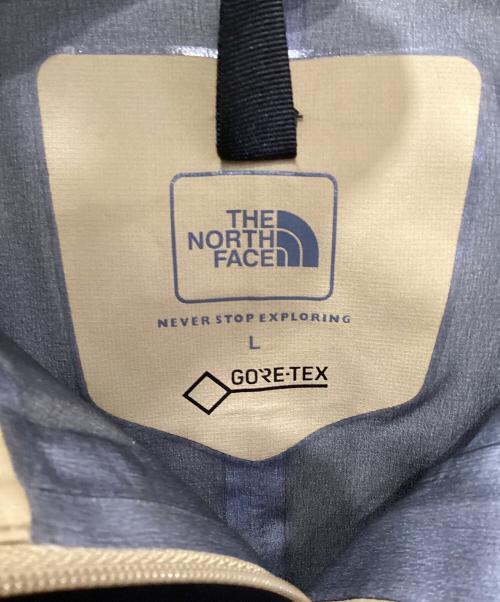 THE
NORTH
FACE
NEVER STOP EXPLORING
L
GORE-TEX